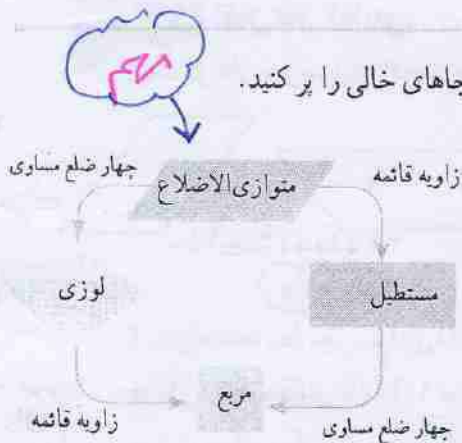 جاهای خالی را پر کنید.
زاویه قائمه
متوازی‌الاضلاع
چهار ضلع مساوی
مستطیل
لوزی
مربع
چهار ضلع مساوی
زاویه قائمه